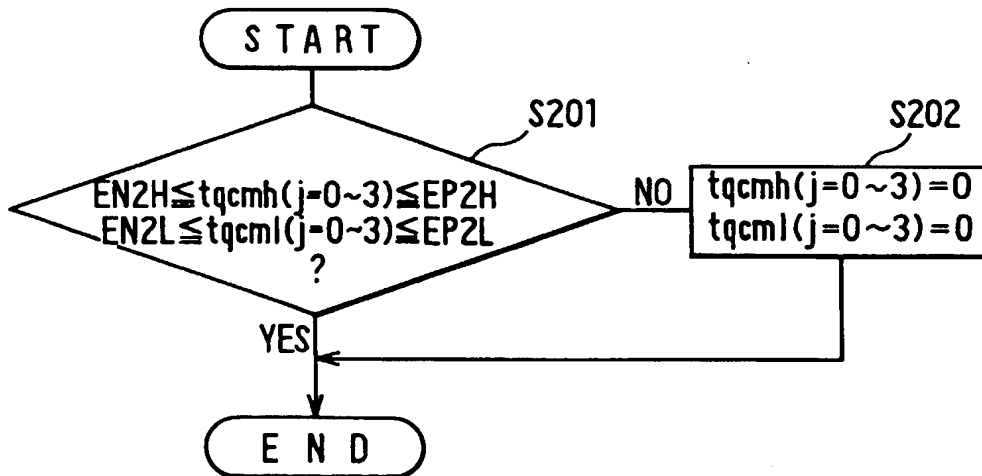 START
S201
S202
EN2H≦tqcmh(j=0~3)≦EP2H
EN2L≦tqcml(j=0~3)≦EP2L
?
NO
tqcmh(j=0~3)=0
tqcml(j=0~3)=0
YES
END